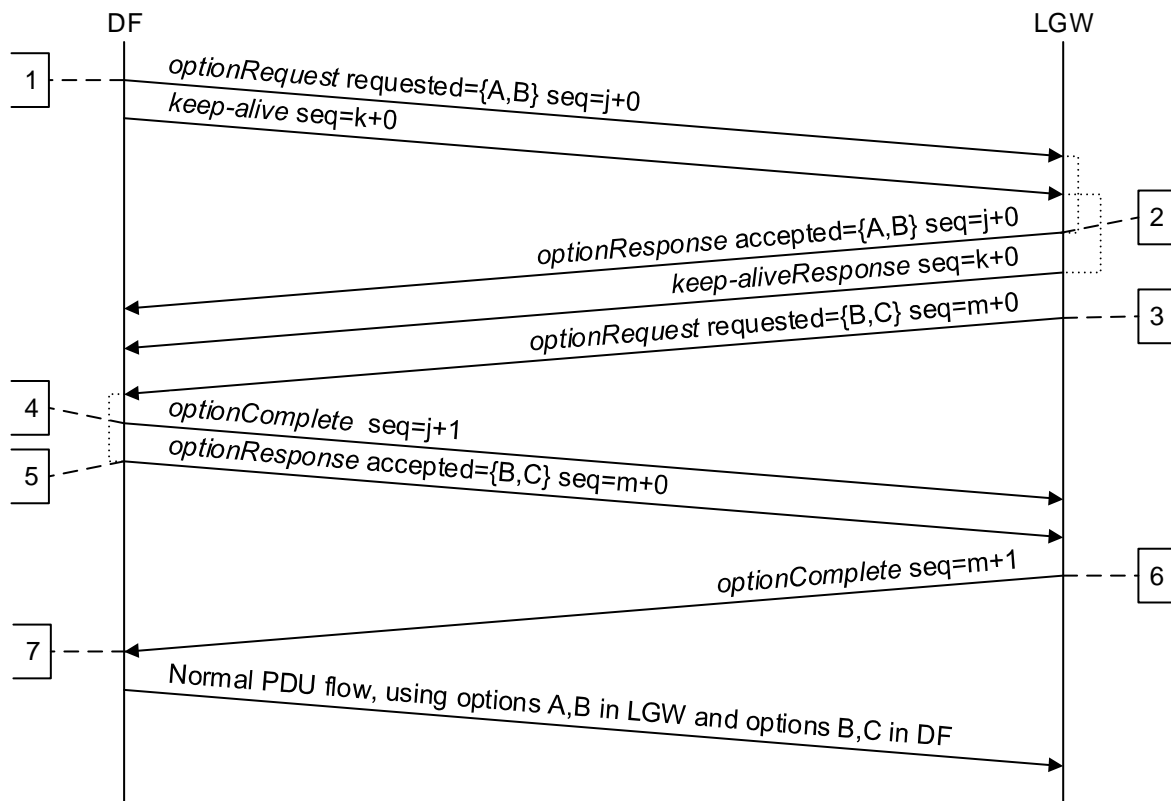 DF LGW
1
optionRequest requested={A,B} seq=j+0
keep-alive seq=k+0
2
optionResponse accepted={A,B} seq=j+0
keep-aliveResponse seq=k+0
3
optionRequest requested={B,C} seq=m+0
4
optionComplete seq=j+1
5
optionResponse accepted={B,C} seq=m+0
6
optionComplete seq=m+1
7
Normal PDU flow, using options A,B in LGW and options B,C in DF